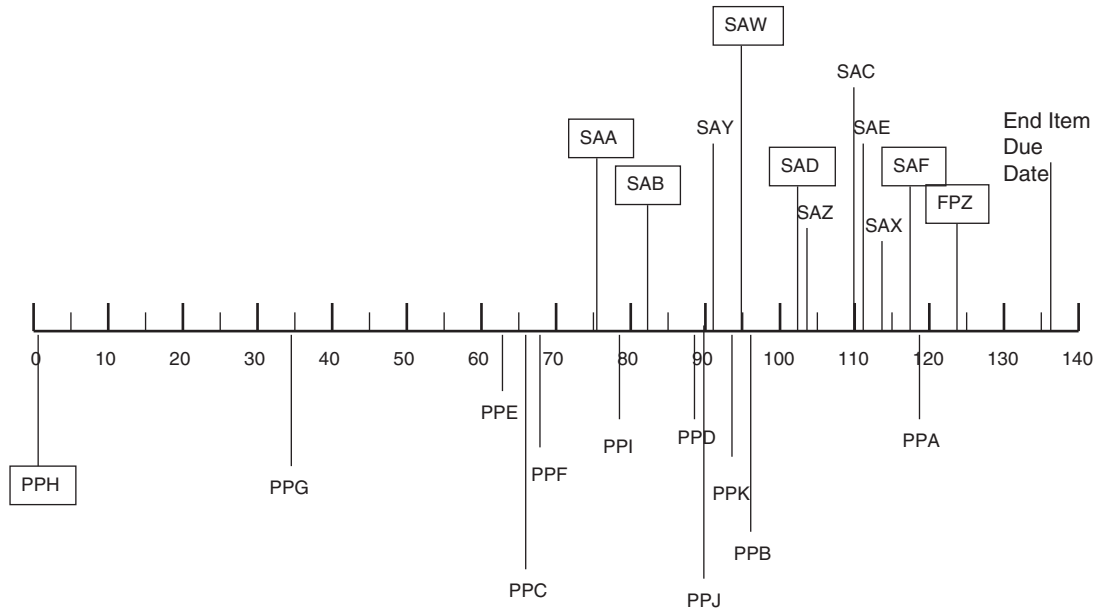 SAW
SAC
SAY
SAE
End Item
Due
Date
SAA
SAB
SAD
SAF
FPZ
SAZ
SAX
0 10 20 30 40 50 60 70 80 90 100 110 120 130 140
PPE
PPI
PPD
PPA
PPF
PPH
PPG
PPK
PPB
PPC
PPJ